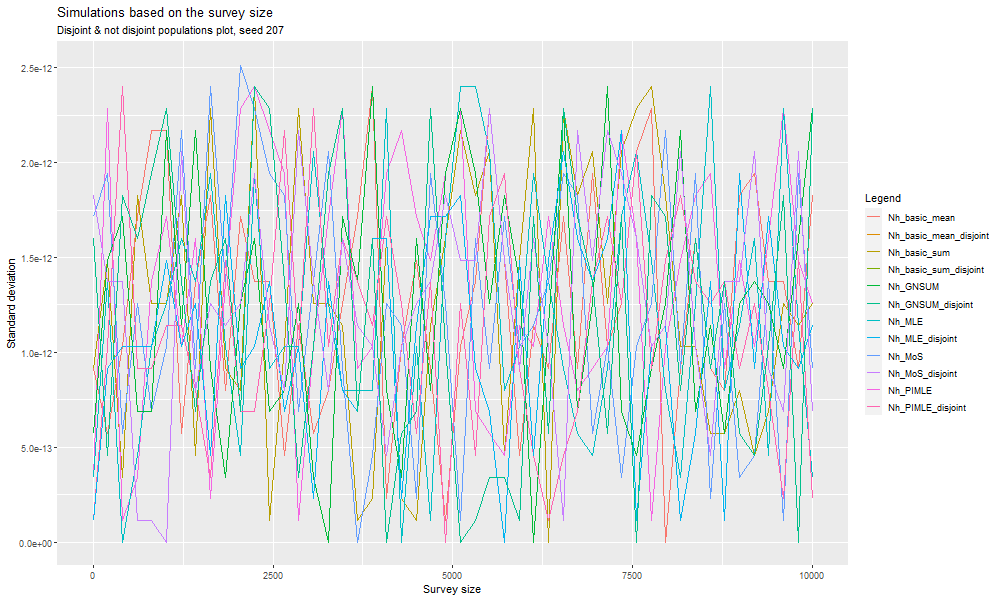 Simulations based on the survey size
Disjoint & not disjoint populations plot, seed 207
2.5e-12
2.0e-12
1.5e-12
1.0e-12
5.0e-13
0.0e+00
Standard deviation
0
2500
5000
7500
10000
Survey size
Legend
Nh_basic_mean
Nh_basic_mean_disjoint
Nh_basic_sum
Nh_basic_sum_disjoint
Nh_GNSUM
Nh_GNSUM_disjoint
Nh_MLE
Nh_MLE_disjoint
Nh_MoS
Nh_MoS_disjoint
Nh_PIMLE
Nh_PIMLE_disjoint